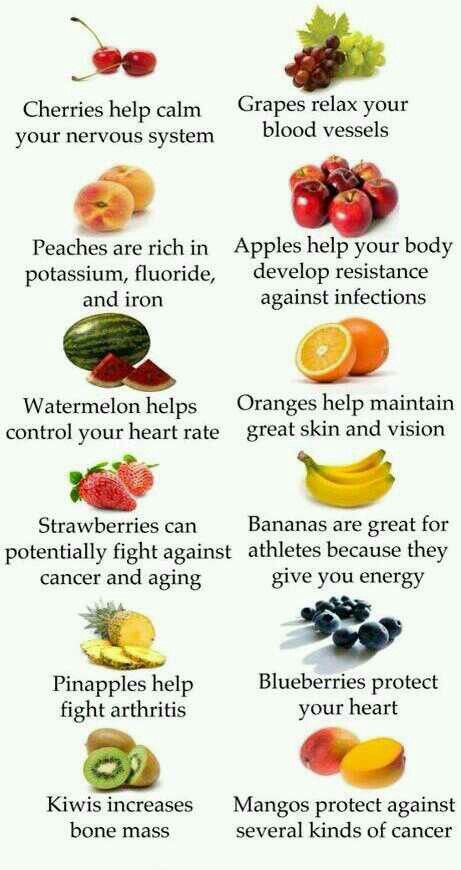 Cherries help calm
your nervous system
Grapes relax your
blood vessels
Peaches are rich in
potassium, fluoride,
and iron
Apples help your body
develop resistance
against infections
Watermelon helps
control your heart rate
Oranges help maintain
great skin and vision
Strawberries can
potentially fight against
cancer and aging
Bananas are great for
athletes because they
give you energy
Pinapples help
fight arthritis
Blueberries protect
your heart
Kiwis increases
bone mass
Mangos protect against
several kinds of cancer